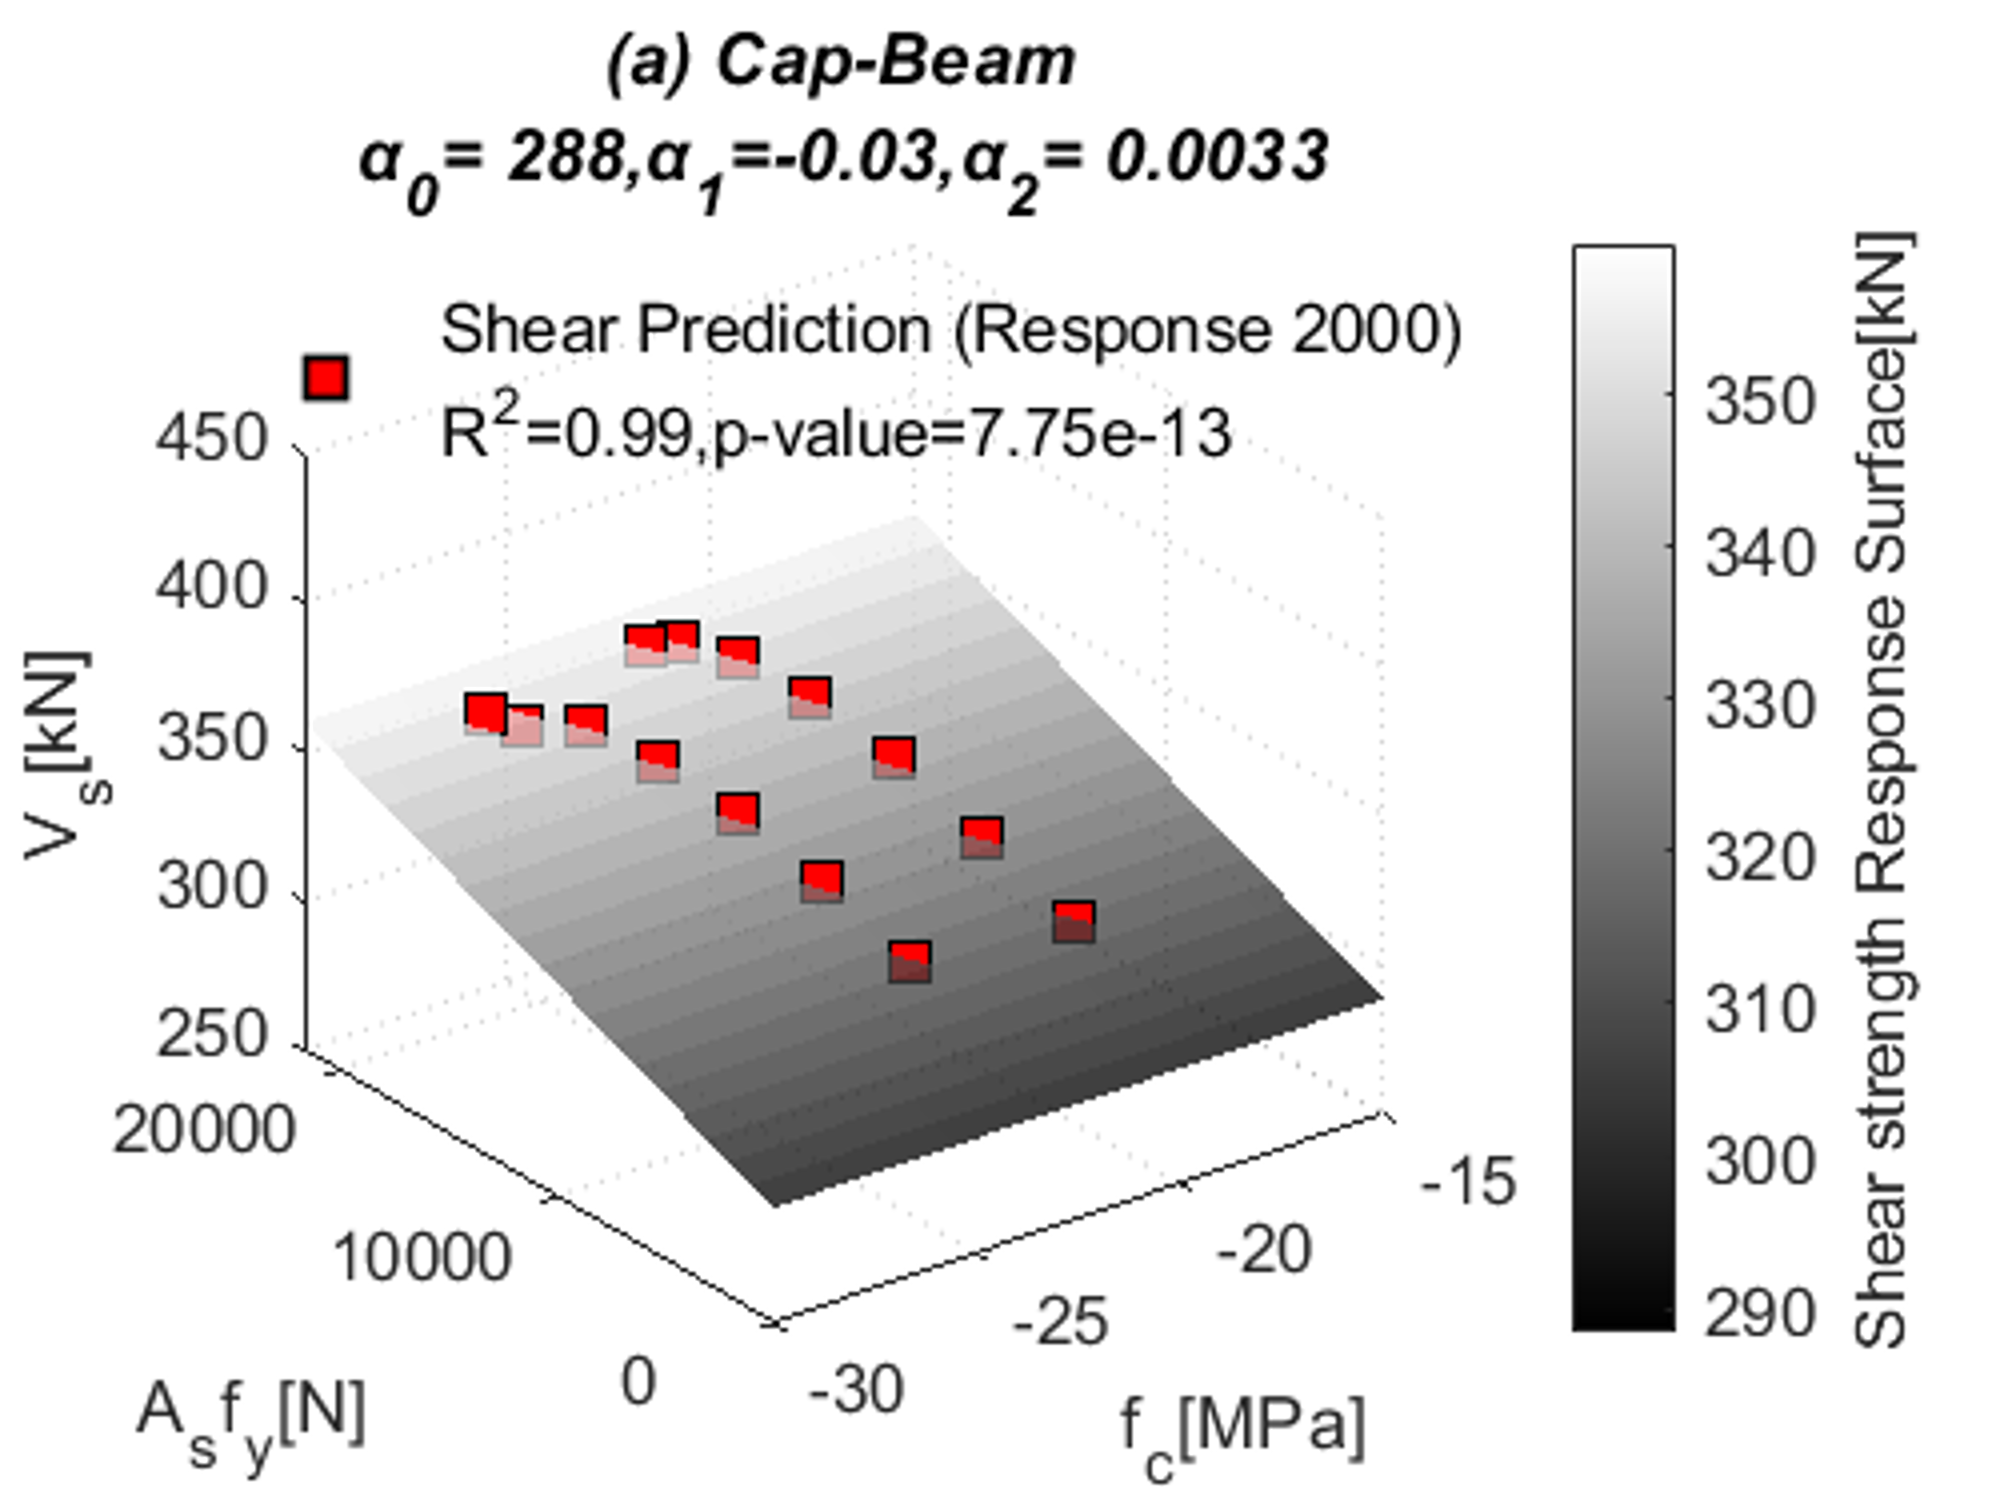 (a) Cap-Beam
α0= 288,α1=-0.03,α2= 0.0033
Shear Prediction (Response 2000)
R2=0.99,p-value=7.75e-13
450
400
350
300
250
Vs[kN]
20000
10000
0
Asfy[N]
-30
-25
-20
-15
fc[MPa]
350
340
330
320
310
300
290
Shear strength Response Surface[kN]